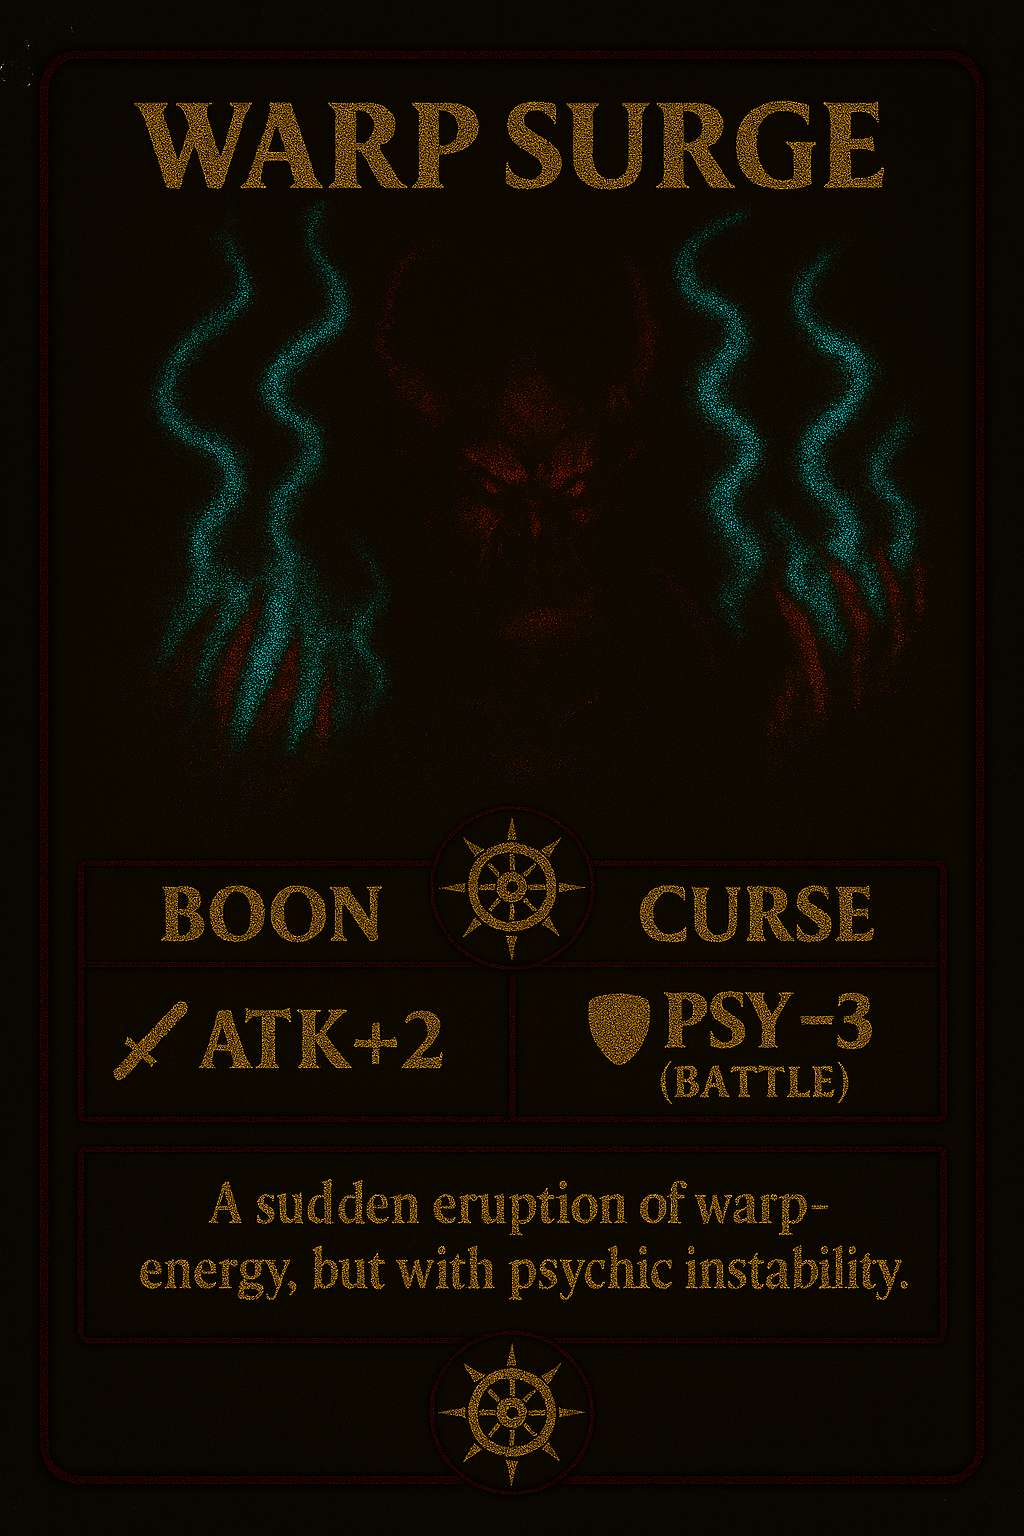 WARP SURGE
BOON
CURSE
ATK+2
PSY–3
(BATTLE)
A sudden eruption of warp-
energy, but with psychic instability.